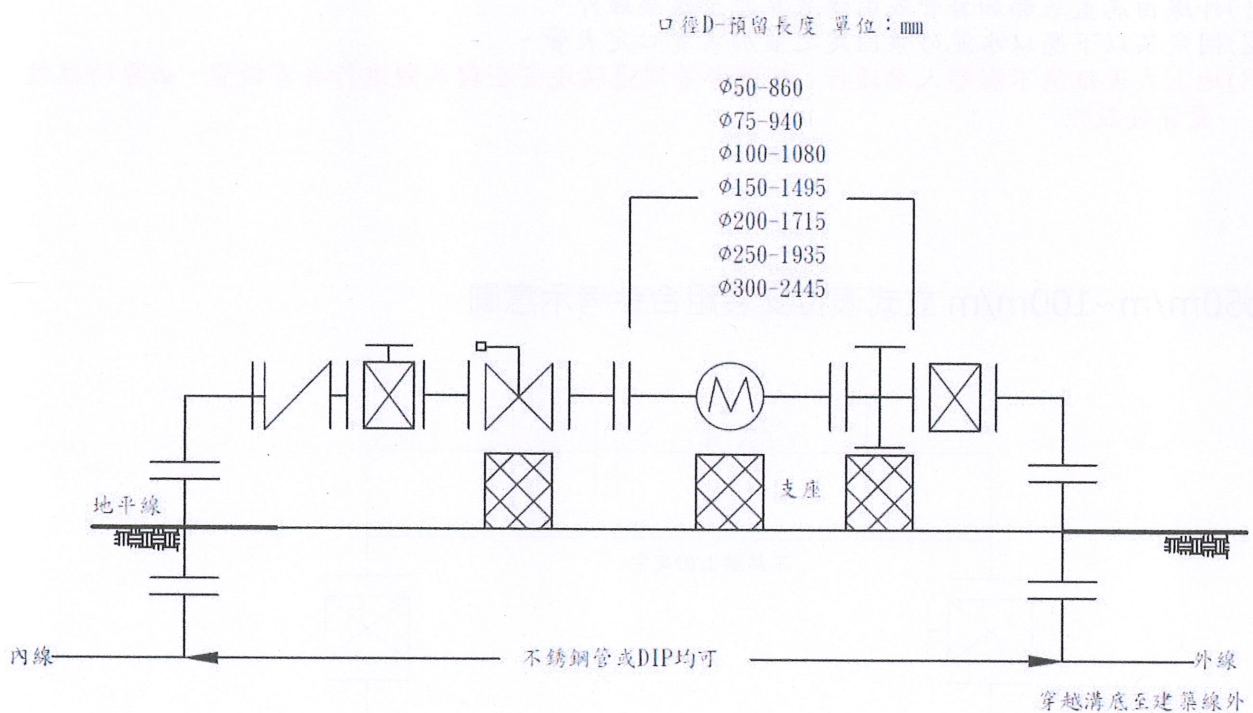 口徑D-預留長度 單位：mm
Φ50-860
Φ75-940
Φ100-1080
Φ150-1495
Φ200-1715
Φ250-1935
Φ300-2445
M
支座
地平線
內線
不銹鋼管或DIP均可
外線
穿越溝底至建築線外